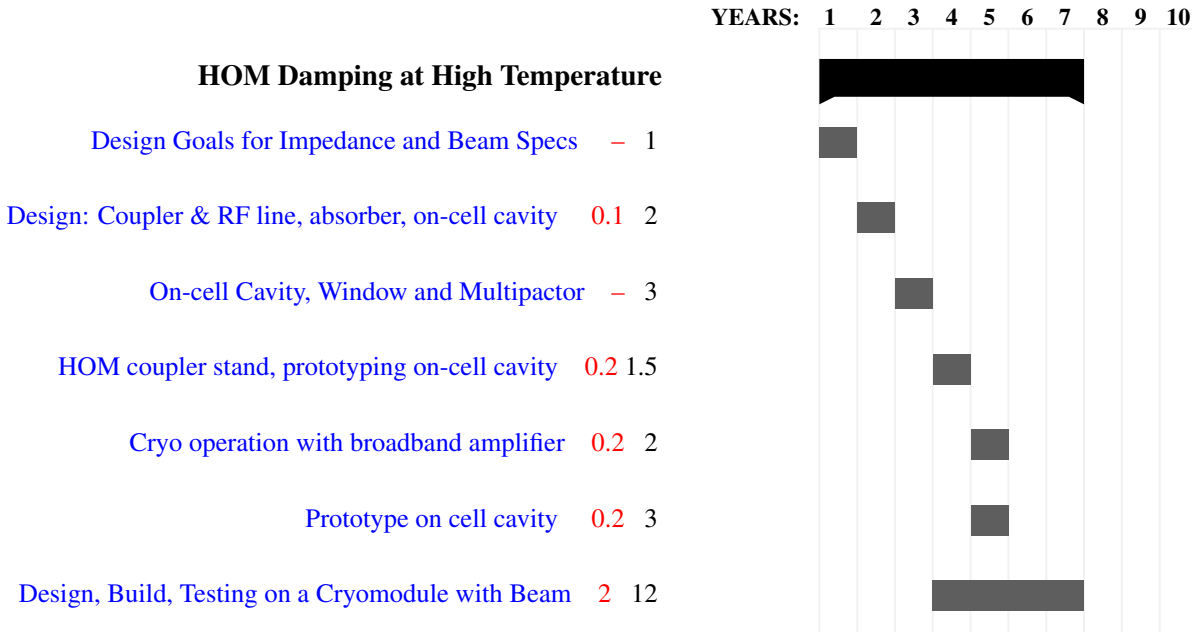 YEARS: 1 2 3 4 5 6 7 8 9 10
HOM Damping at High Temperature
Design Goals for Impedance and Beam Specs – 1
Design: Coupler & RF line, absorber, on-cell cavity 0.1 2
On-cell Cavity, Window and Multipactor – 3
HOM coupler stand, prototyping on-cell cavity 0.2 1.5
Cryo operation with broadband amplifier 0.2 2
Prototype on cell cavity 0.2 3
Design, Build, Testing on a Cryomodule with Beam 2 12